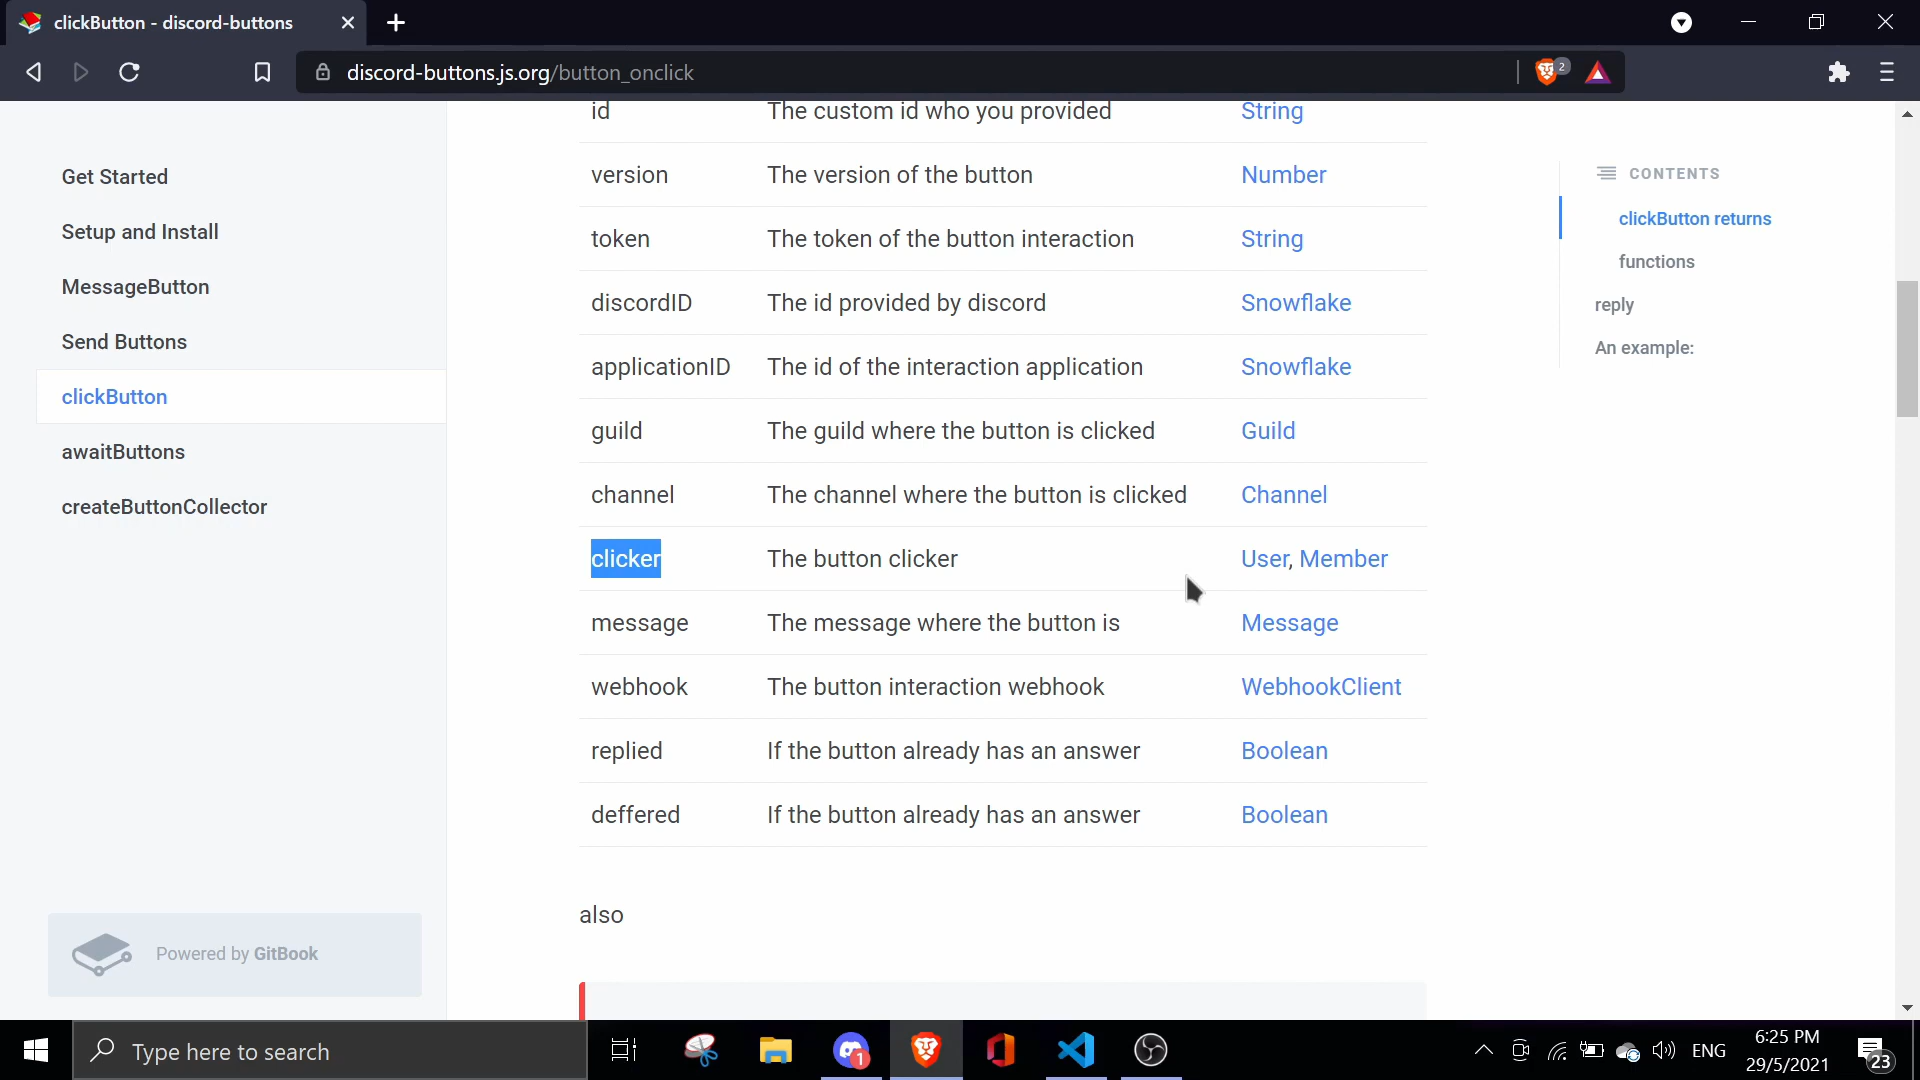 clickButton - discord-buttons
discord-buttons.js.org/button_onclick
2
Get Started
Setup and Install
MessageButton
Send Buttons
clickButton
awaitButtons
createButtonCollector
Powered by GitBook
id The custom id who you provided String
version The version of the button Number
token The token of the button interaction String
discordID The id provided by discord Snowflake
applicationID The id of the interaction application Snowflake
guild The guild where the button is clicked Guild
channel The channel where the button is clicked Channel
clicker The button clicker User, Member
message The message where the button is Message
webhook The button interaction webhook WebhookClient
replied If the button already has an answer Boolean
deffered If the button already has an answer Boolean
also
CONTENTS
clickButton returns
functions
reply
An example:
Type here to search
1
ENG
6:25 PM
29/5/2021
23